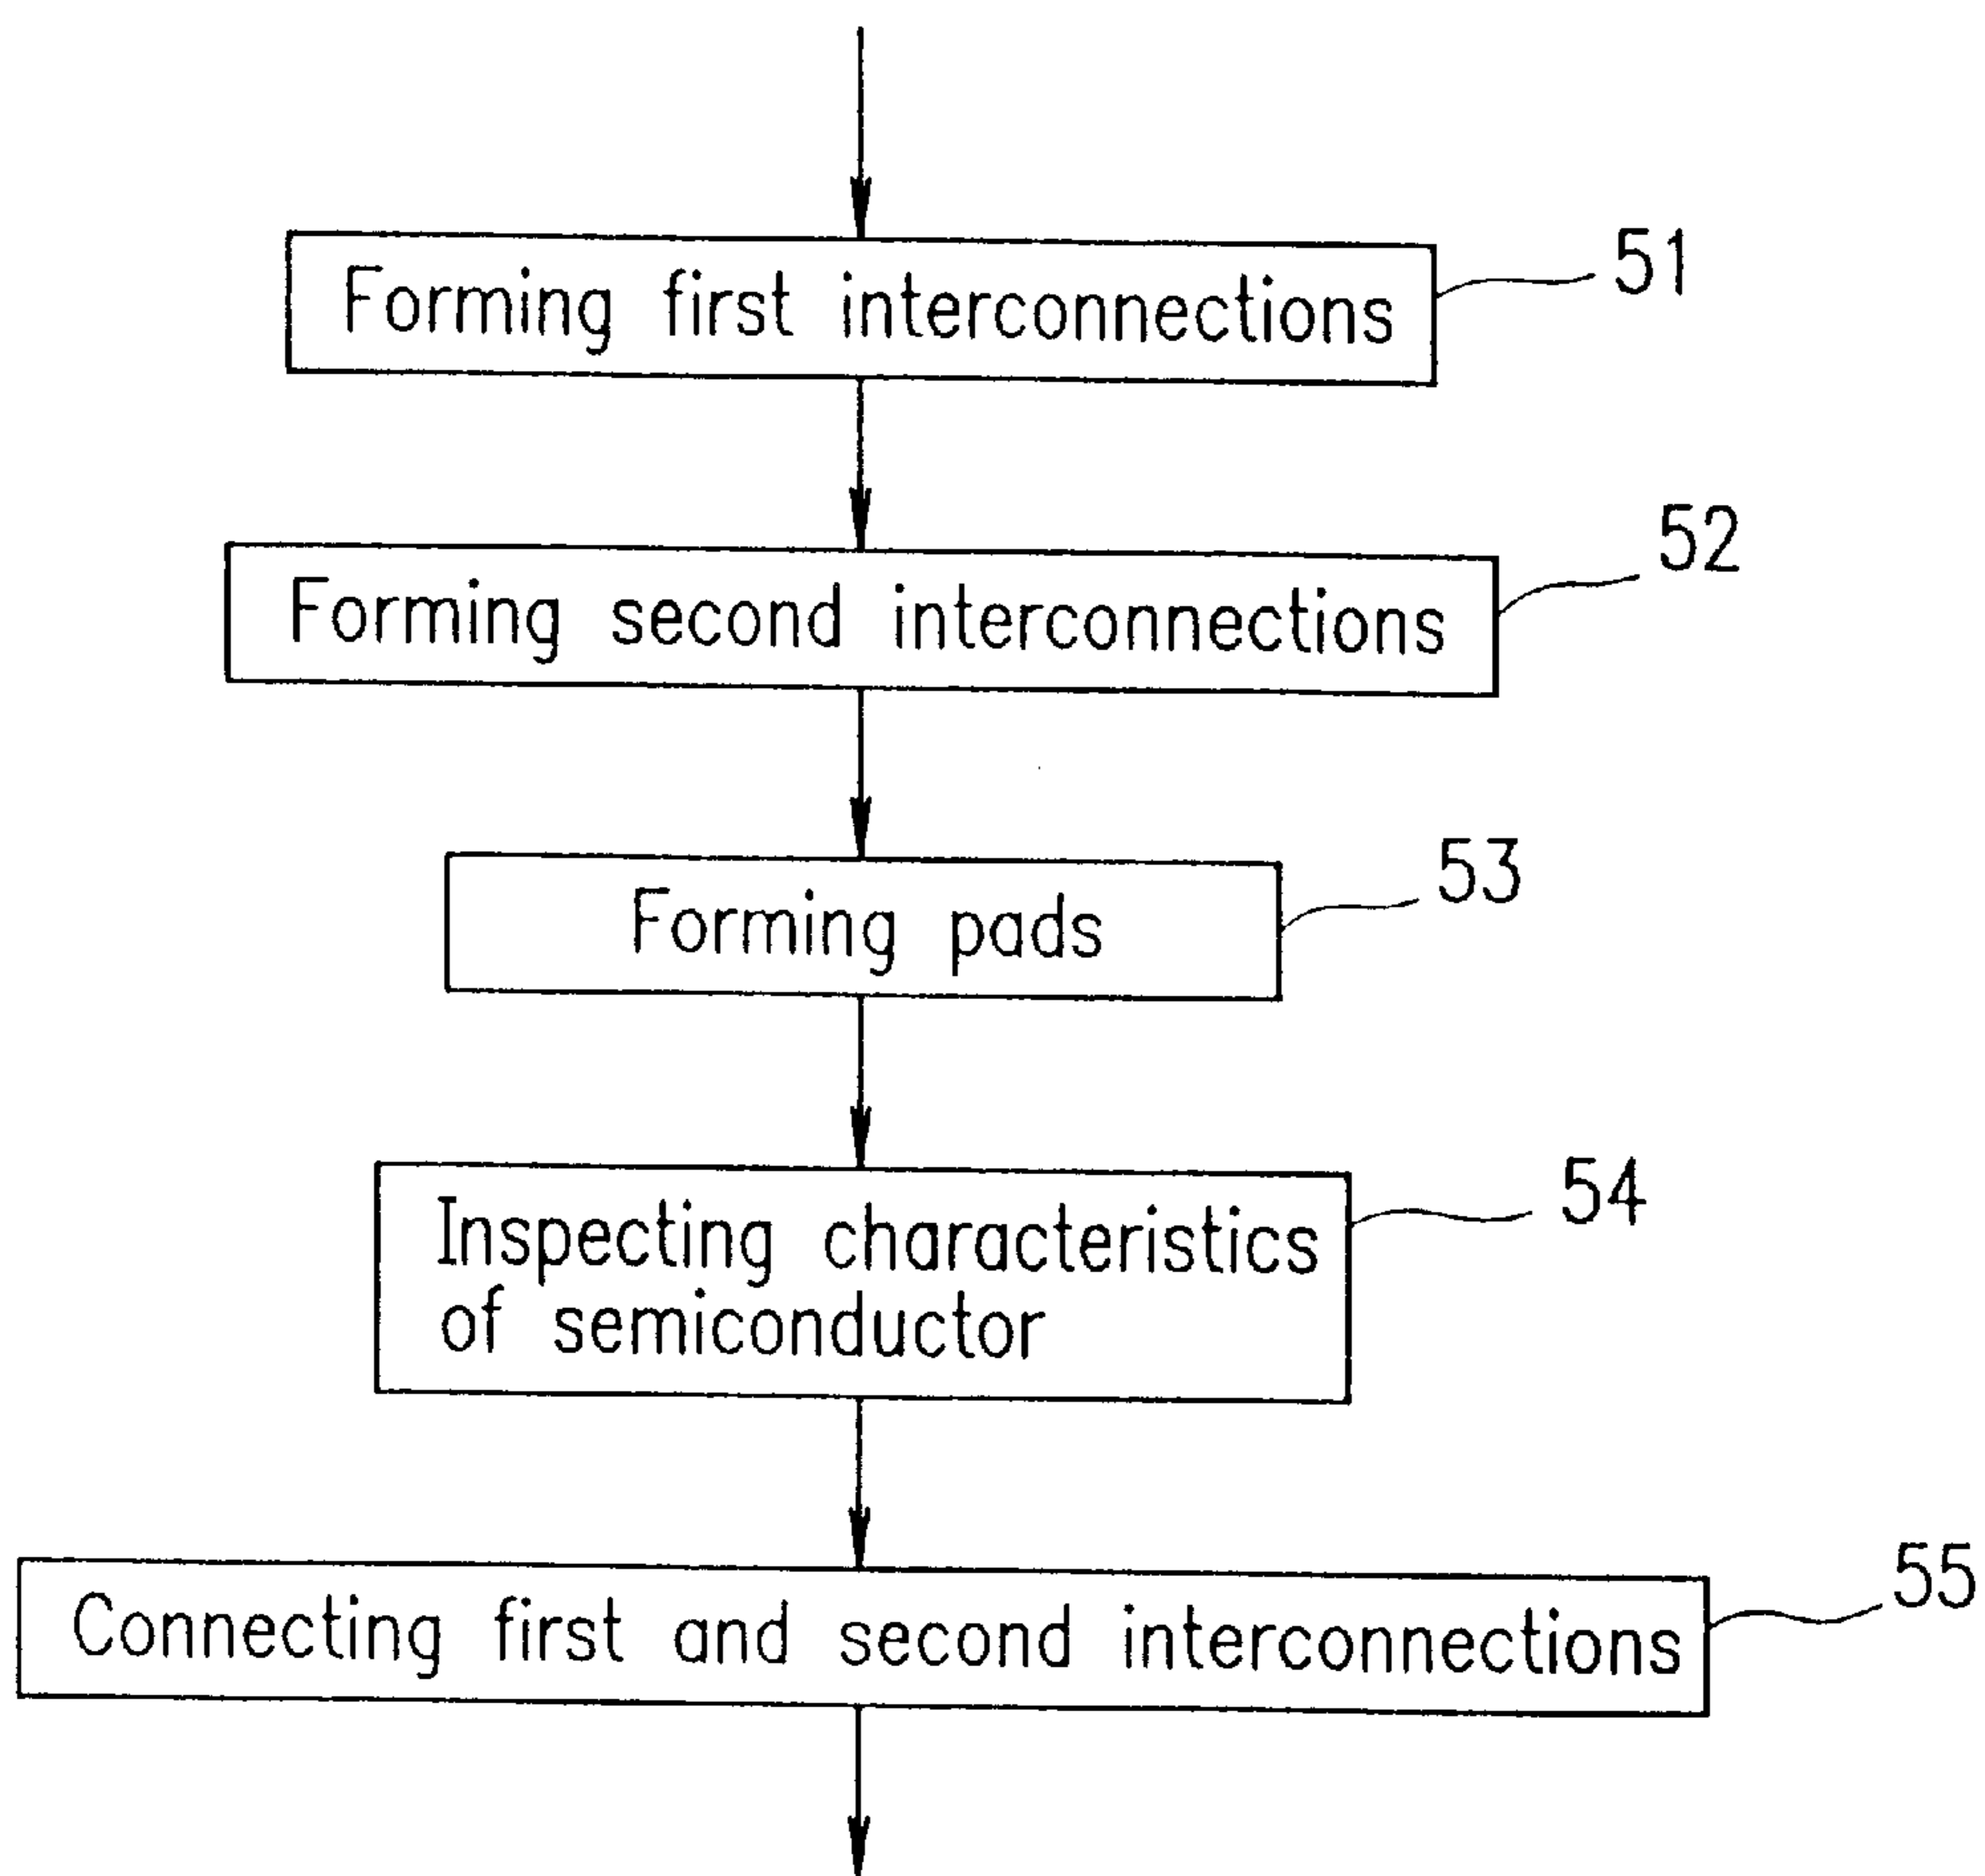 Forming first interconnections
51
Forming second interconnections
52
Forming pads
53
Inspecting characteristics
of semiconductor
54
Connecting first and second interconnections
55